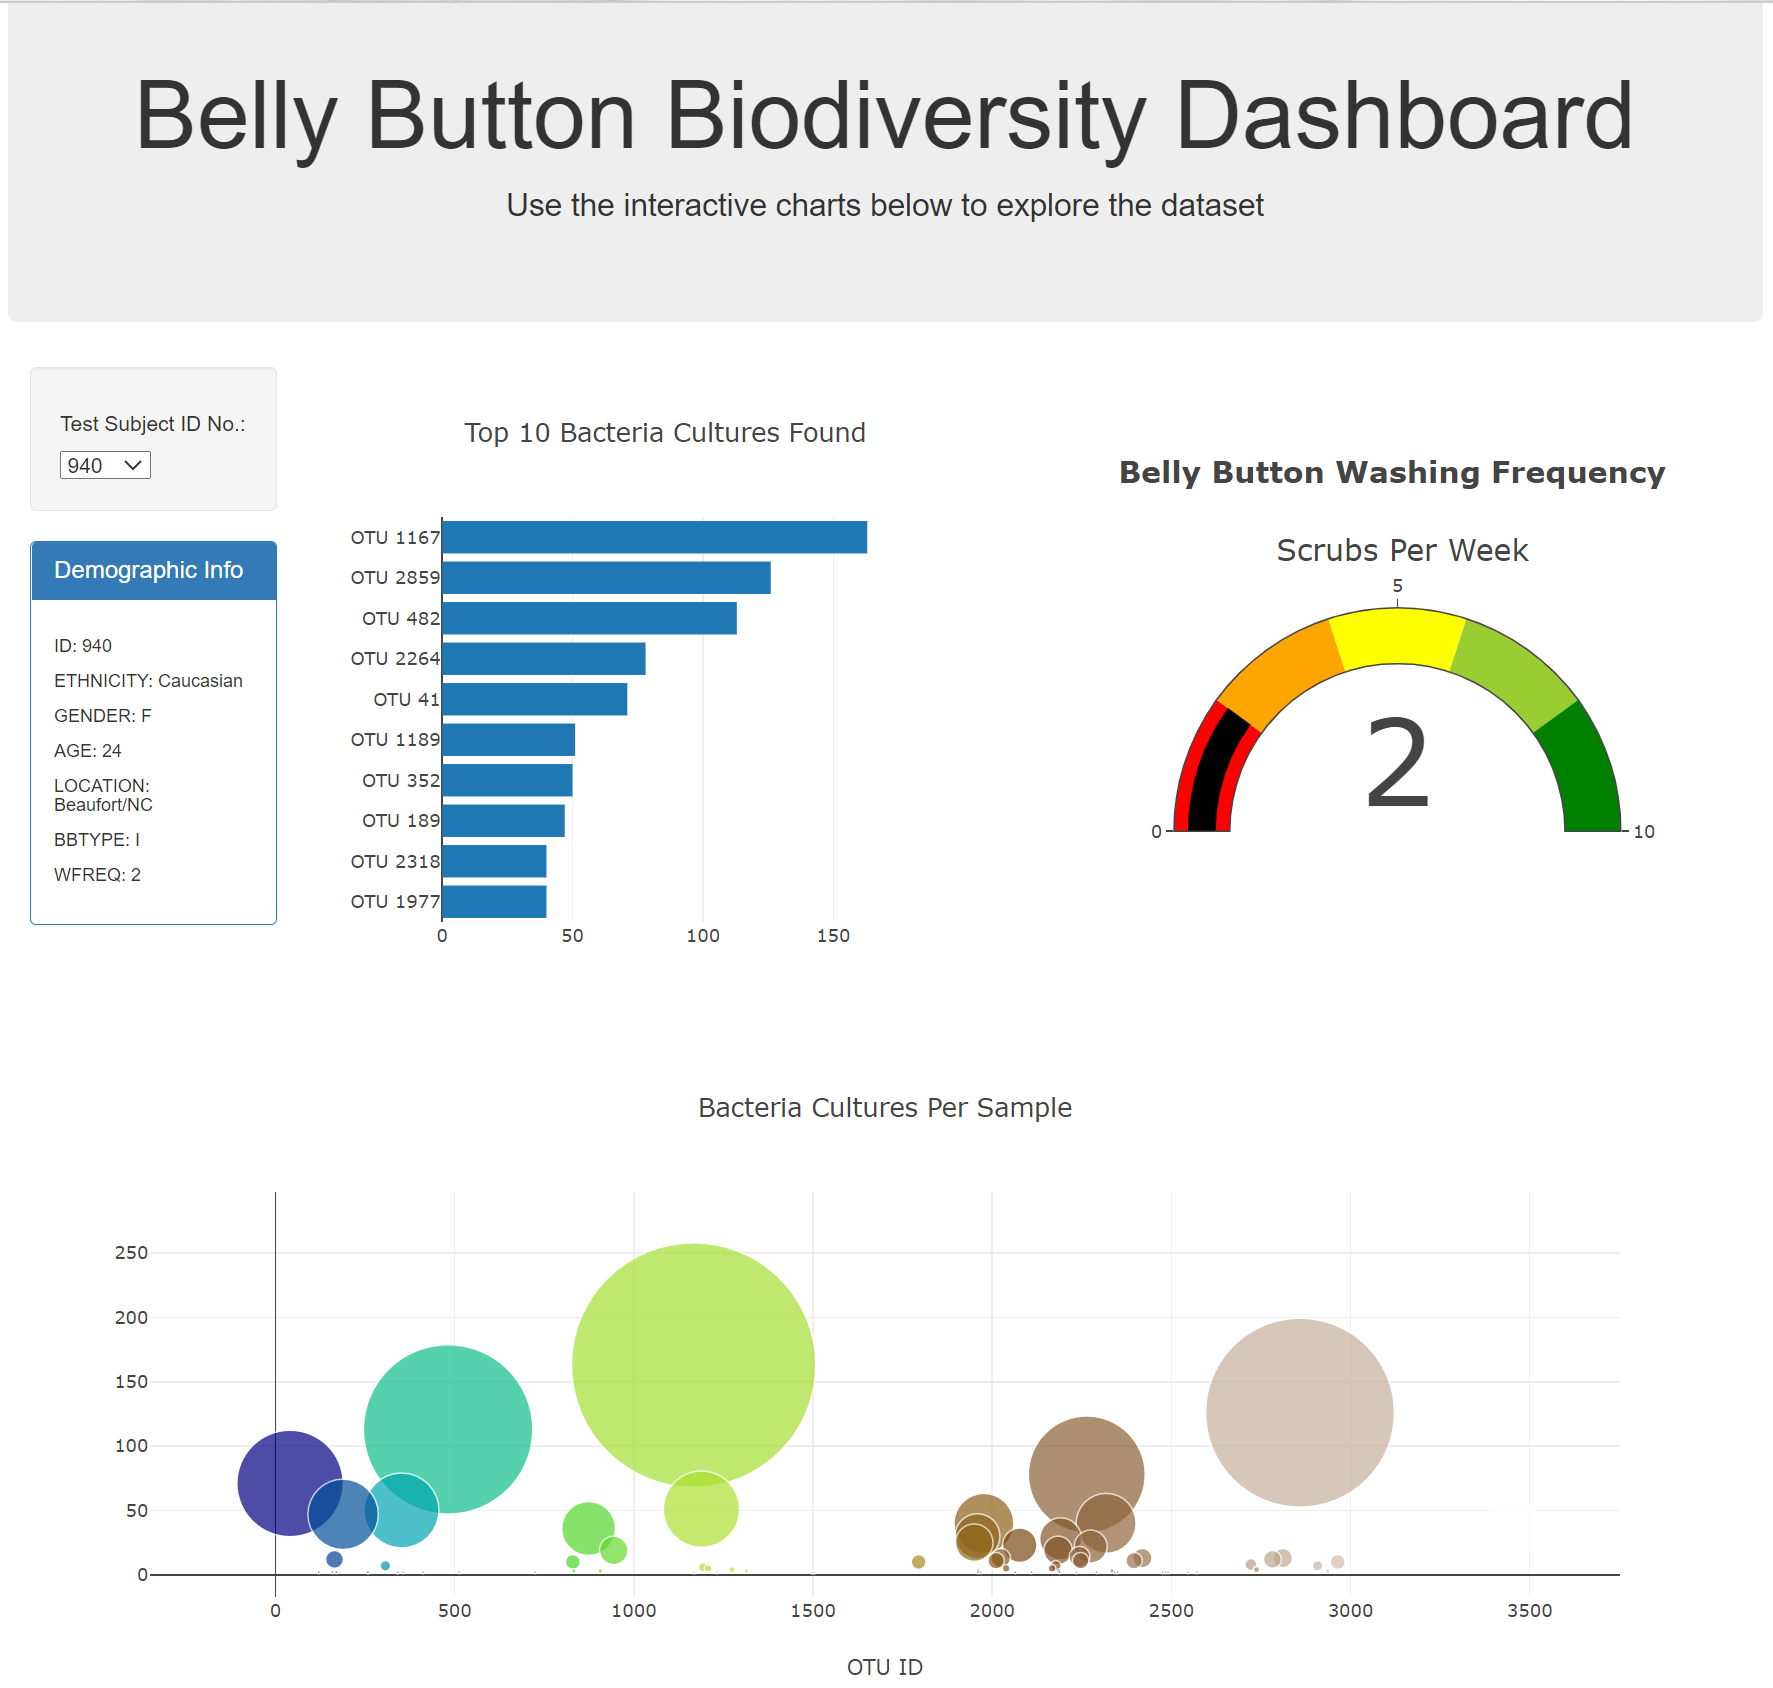 Belly Button Biodiversity Dashboard
Use the interactive charts below to explore the dataset
Test Subject ID No.:
940
Demographic Info
ID: 940
ETHNICITY: Caucasian
GENDER: F
AGE: 24
LOCATION:
Beaufort/NC
BBTYPE: I
WFREQ: 2
Top 10 Bacteria Cultures Found
OTU 1167
OTU 2859
OTU 482
OTU 2264
OTU 41
OTU 1189
OTU 352
OTU 189
OTU 2318
OTU 1977
0 50 100 150
Belly Button Washing Frequency
Scrubs Per Week
5
2
0 10
Bacteria Cultures Per Sample
250
200
150
100
50
0
0 500 1000 1500 2000 2500 3000 3500
OTU ID